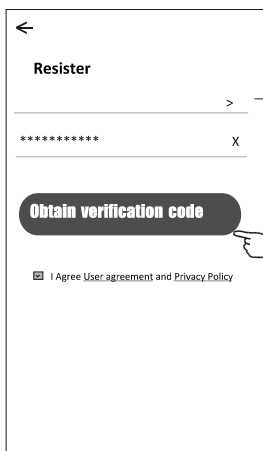 Resister
>
*********** X
Obtain verification code
I Agree User agreement and Privacy Policy